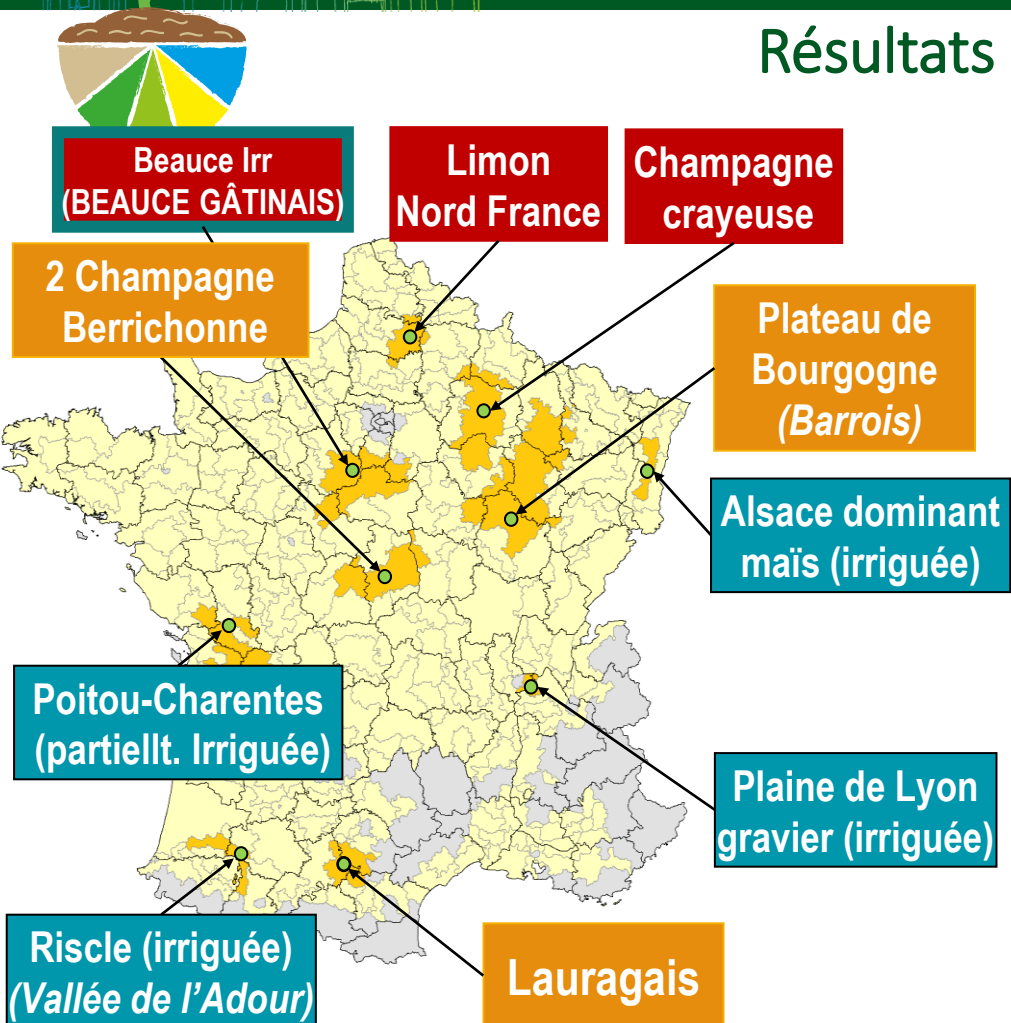 Résultats
Beauce Irr
(BEAUCE GÂTINAIS)
Limon
Nord France
Champagne
crayeuse
2 Champagne
Berrichonne
Plateau de
Bourgogne
(Barrois)
Alsace dominant
maïs (irriguée)
Poitou-Charentes
(partiellt. Irriguée)
Plaine de Lyon
gravier (irriguée)
Riscle (irriguée)
(Vallée de l'Adour)
Lauragais